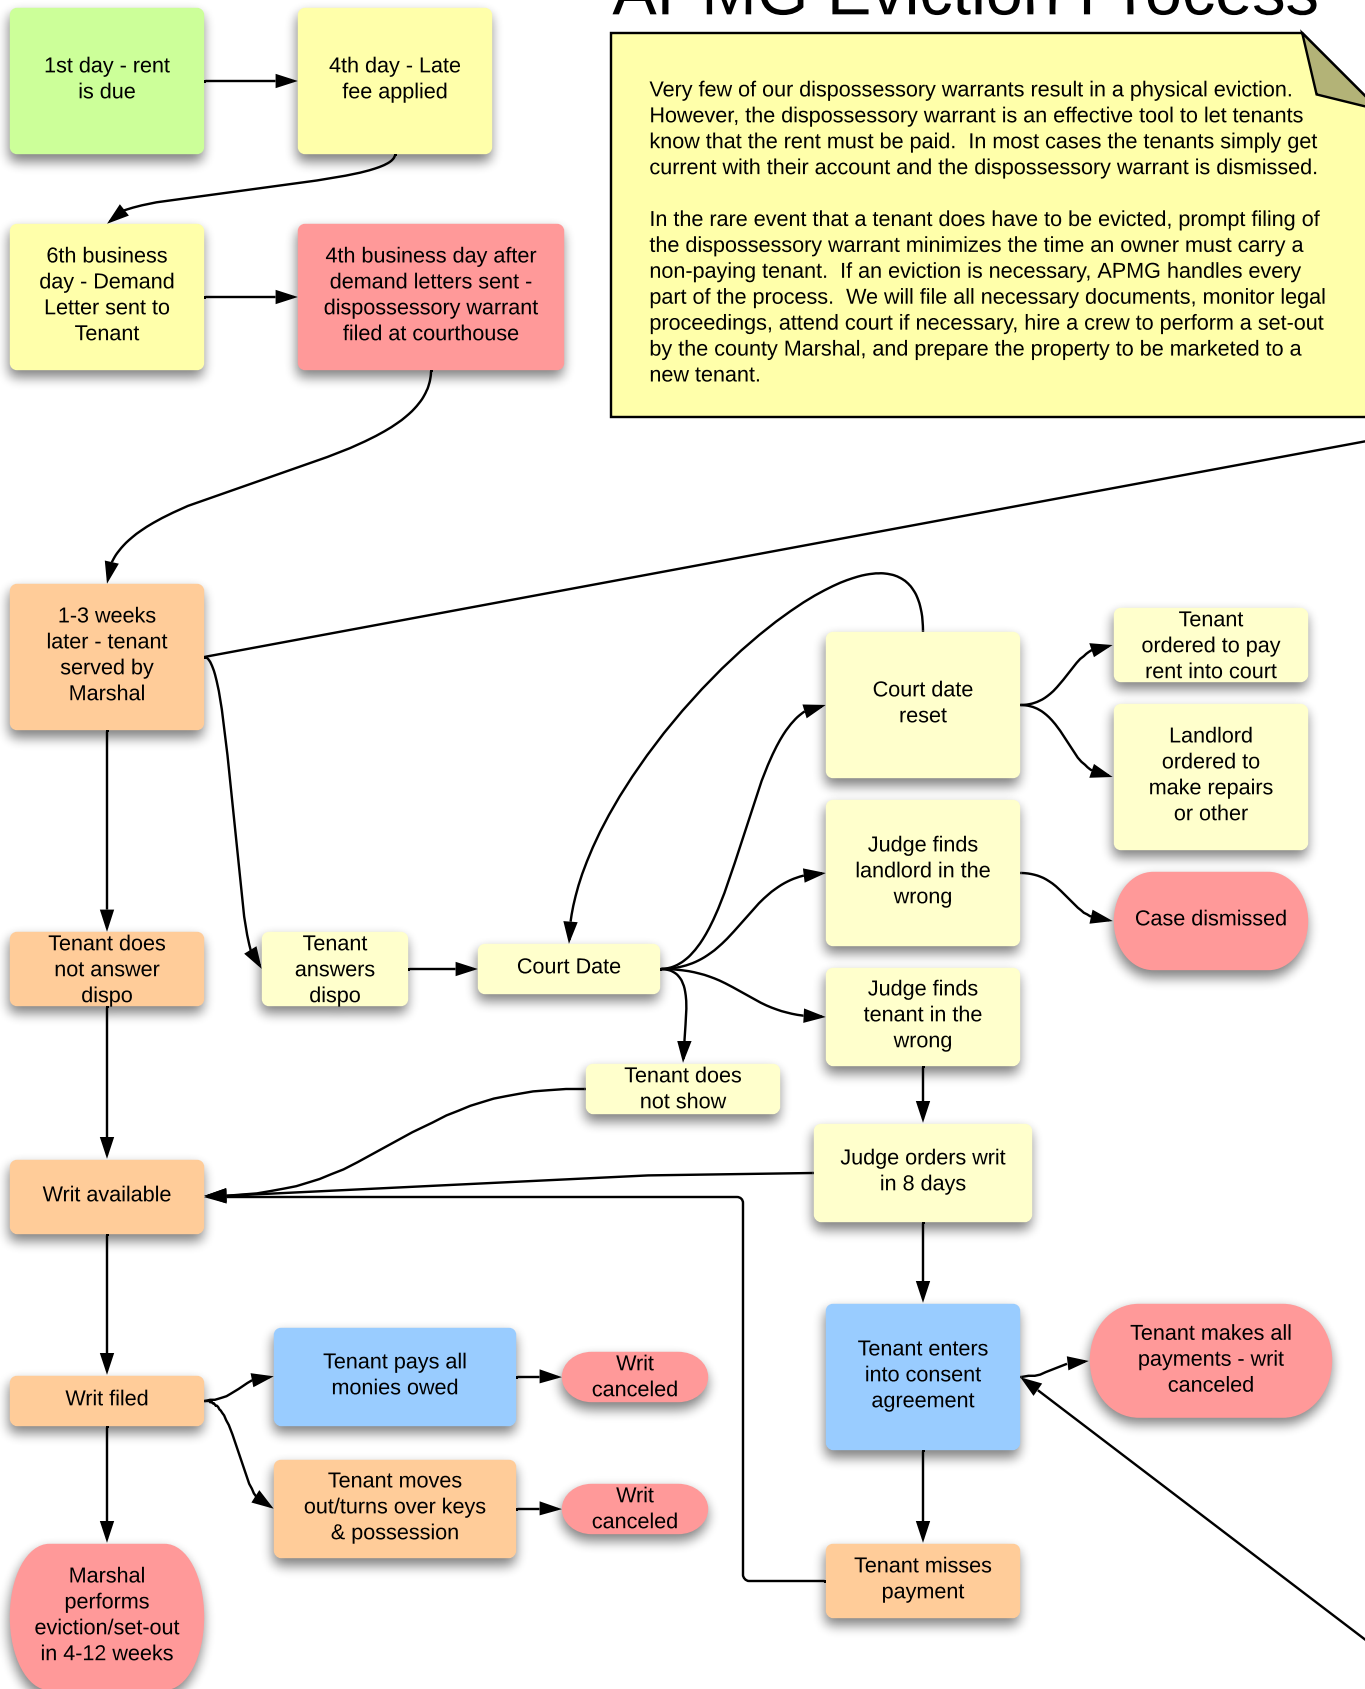 APMG Eviction Process
1st day - rent
is due
4th day - Late
fee applied
Very few of our dispossessory warrants result in a physical eviction.
However, the dispossessory warrant is an effective tool to let tenants
know that the rent must be paid.  In most cases the tenants simply get
current with their account and the dispossessory warrant is dismissed.
In the rare event that a tenant does have to be evicted, prompt filing of
the dispossessory warrant minimizes the time an owner must carry a
non-paying tenant.  If an eviction is necessary, APMG handles every
part of the process.  We will file all necessary documents, monitor legal
proceedings, attend court if necessary, hire a crew to perform a set-out
by the county Marshal, and prepare the property to be marketed to a
new tenant.
6th business
day - Demand
Letter sent to
Tenant
4th business day after
demand letters sent -
dispossessory warrant
filed at courthouse
1-3 weeks
later - tenant
served by
Marshal
Court date
reset
Tenant
ordered to pay
rent into court
Landlord
ordered to
make repairs
or other
Judge finds
landlord in the
wrong
Case dismissed
Tenant does
not answer
dispo
Tenant
answers
dispo
Court Date
Judge finds
tenant in the
wrong
Tenant does
not show
Judge orders writ
in 8 days
Writ available
Tenant enters
into consent
agreement
Tenant makes all
payments - writ
canceled
Writ filed
Tenant pays all
monies owed
Writ
canceled
Tenant moves
out/turns over keys
& possession
Writ
canceled
Tenant misses
payment
Marshal
performs
eviction/set-out
in 4-12 weeks